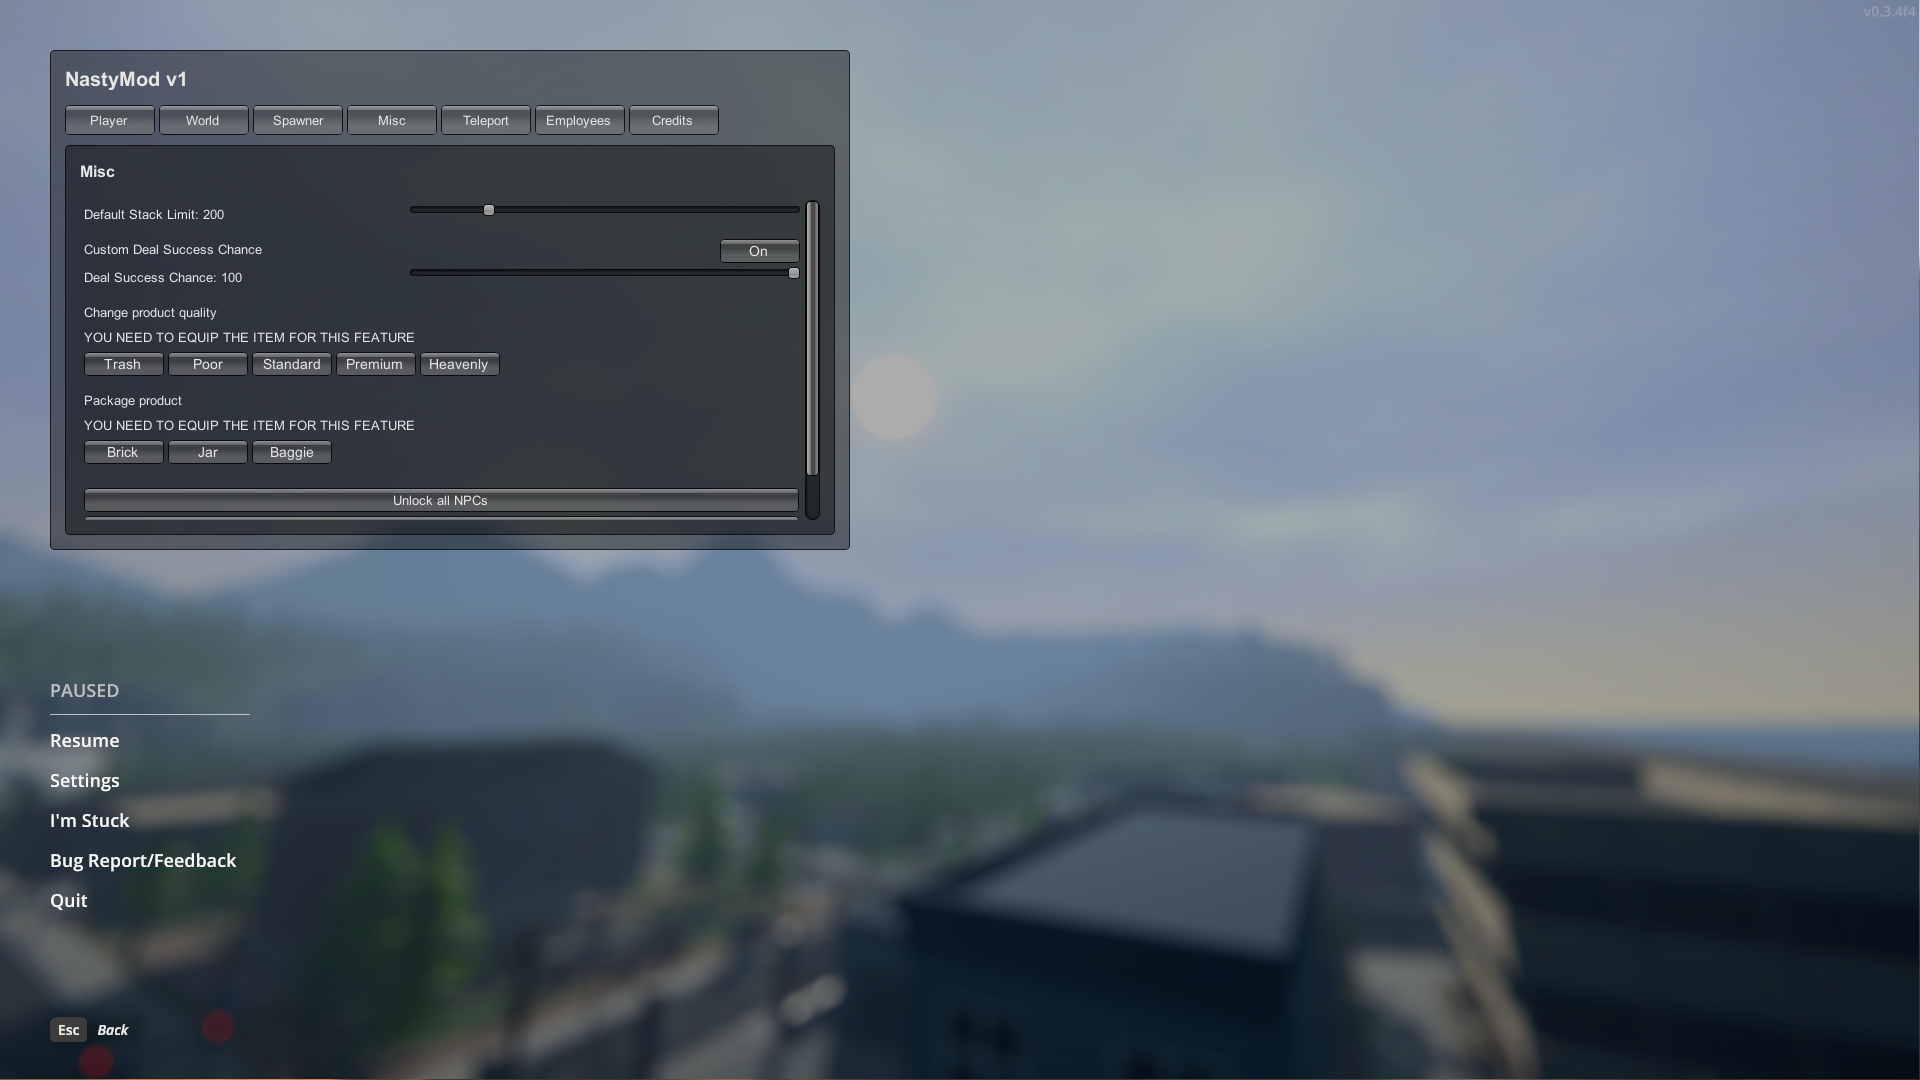 v0.3.4f4
NastyMod v1
Player World Spawner Misc Teleport Employees Credits
Misc
Default Stack Limit: 200
Custom Deal Success Chance On
Deal Success Chance: 100
Change product quality
YOU NEED TO EQUIP THE ITEM FOR THIS FEATURE
Trash Poor Standard Premium Heavenly
Package product
YOU NEED TO EQUIP THE ITEM FOR THIS FEATURE
Brick Jar Baggie
Unlock all NPCs
PAUSED
Resume
Settings
I'm Stuck
Bug Report/Feedback
Quit
Esc Back